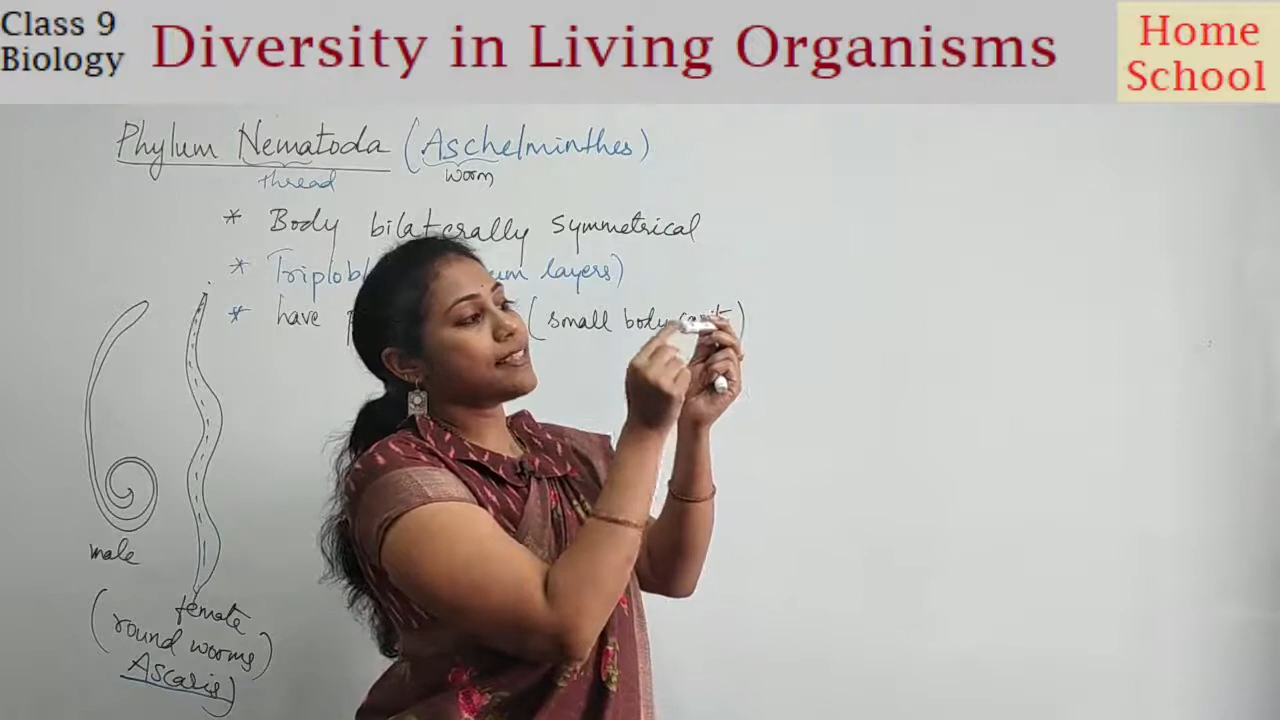 Class 9
Biology
Diversity in Living Organisms
Home
School
Phylum Nematoda (Aschelminthes)
thread
worm
* Body bilaterally symmetrical
* layers)
* have (small body
male
female
(round worms)
Ascaris)